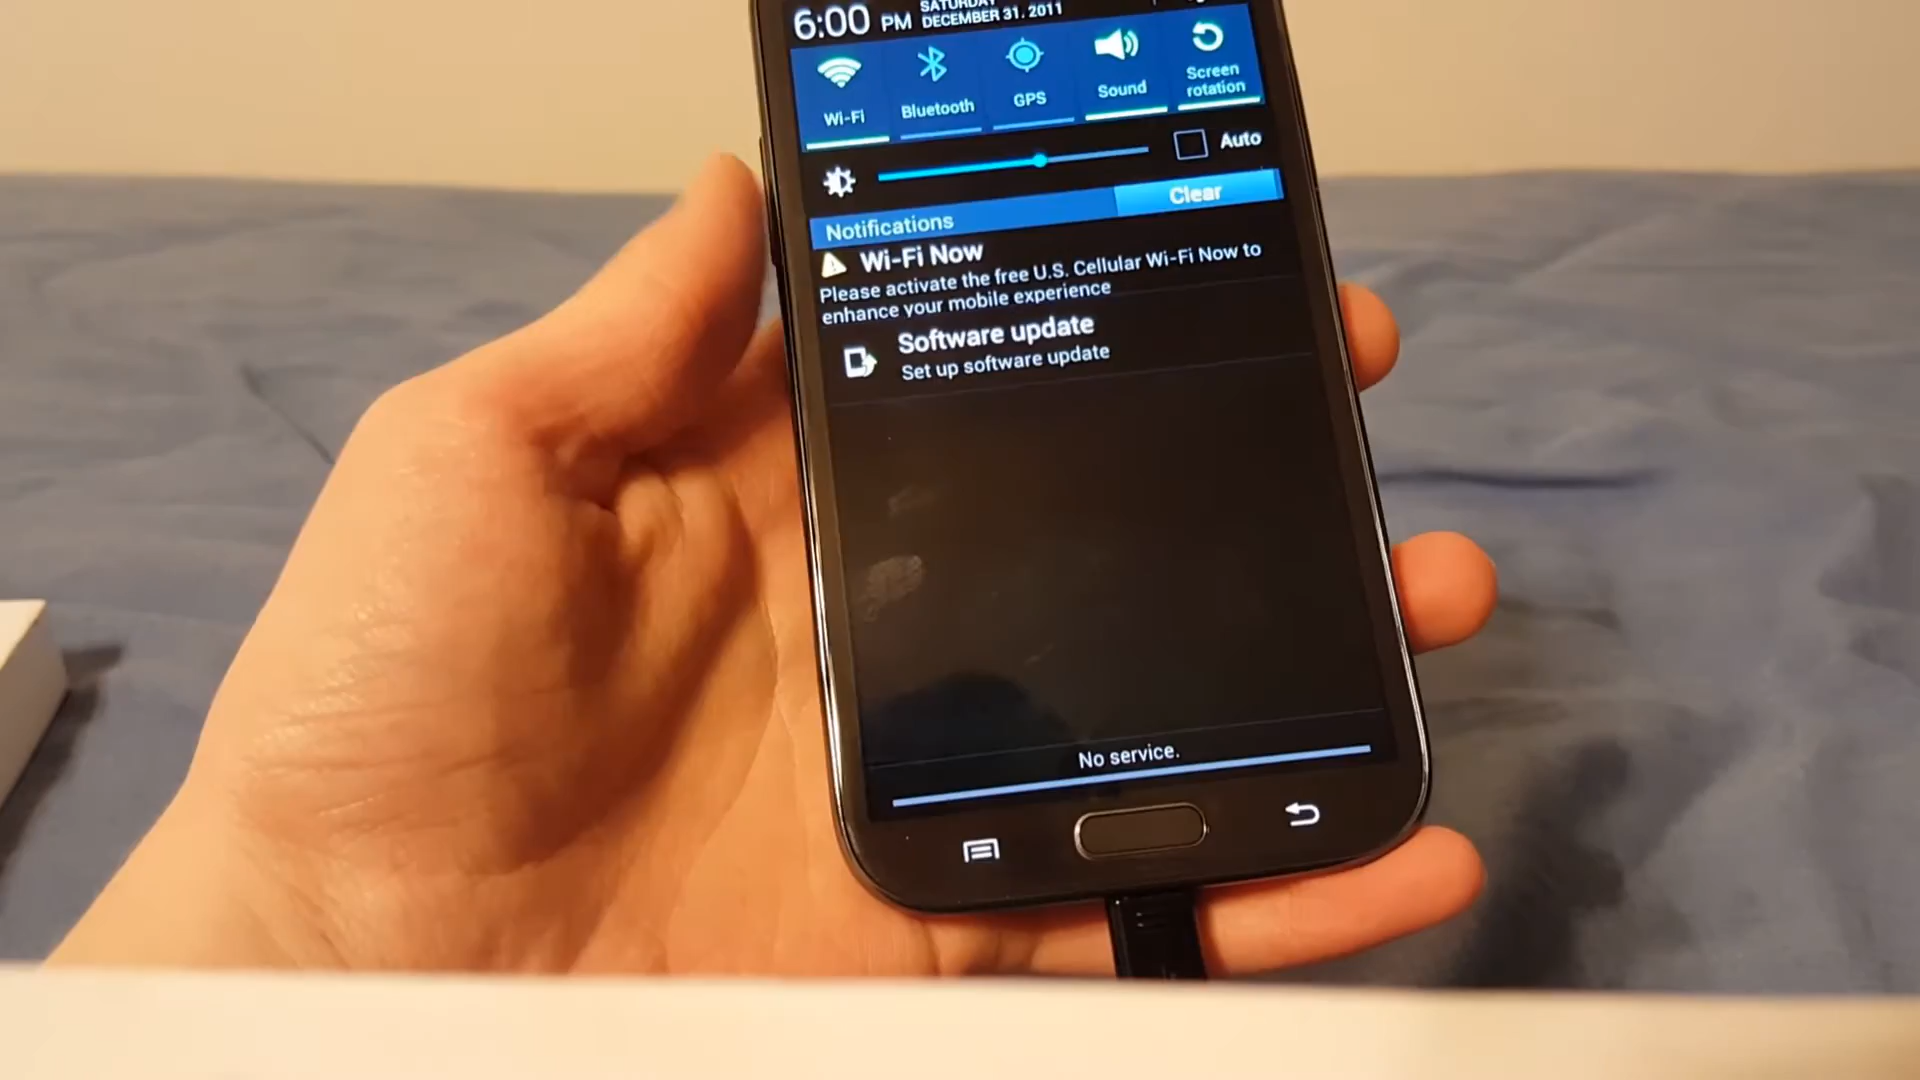 6:00 PM SATURDAY
DECEMBER 31, 2011
Wi-Fi
Bluetooth
GPS
Sound
Screen
rotation
Auto
Notifications
Clear
Wi-Fi Now
Please activate the free U.S. Cellular Wi-Fi Now to
enhance your mobile experience
Software update
Set up software update
No service.